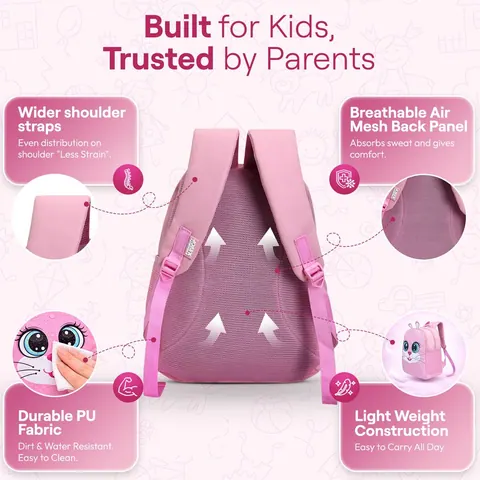 Built for Kids,
Trusted by Parents
Wider shoulder
straps
Even distribution on
shoulder "Less Strain".
Breathable Air
Mesh Back Panel
Absorbs sweat and gives
comfort.
Durable PU
Fabric
Dirt & Water Resistant.
Easy to Clean.
Light Weight
Construction
Easy to Carry All Day